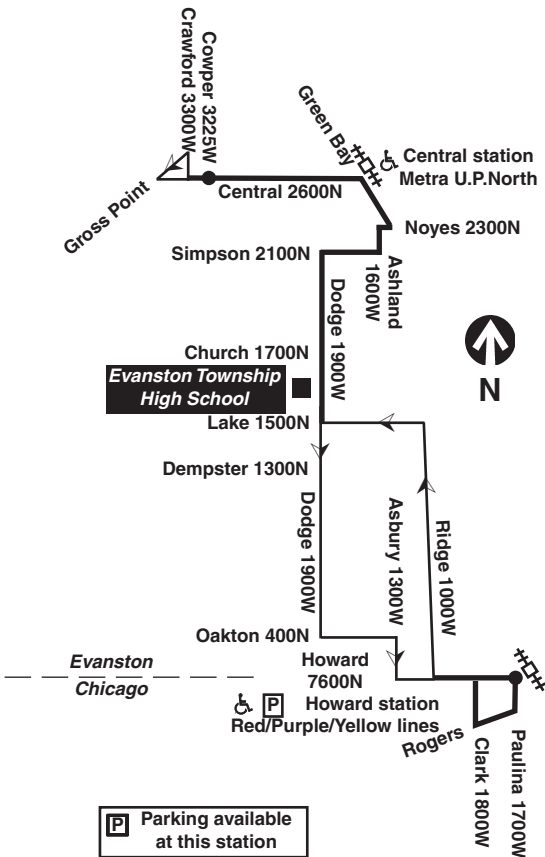 Crawford 3300W
Cowper 3225W
Green Bay
Central station
Metra U.P.North
Gross Point
Central 2600N
Noyes 2300N
Simpson 2100N
Ashland
1600W
Dodge 1900W
Church 1700N
Evanston Township
High School
N
Lake 1500N
Dempster 1300N
Dodge 1900W
Asbury 1300W
Ridge 1000W
Oakton 400N
Evanston
Chicago
Howard
7600N
P Howard station
Red/Purple/Yellow lines
Rogers
Clark 1800W
Paulina 1700W
P Parking available
at this station